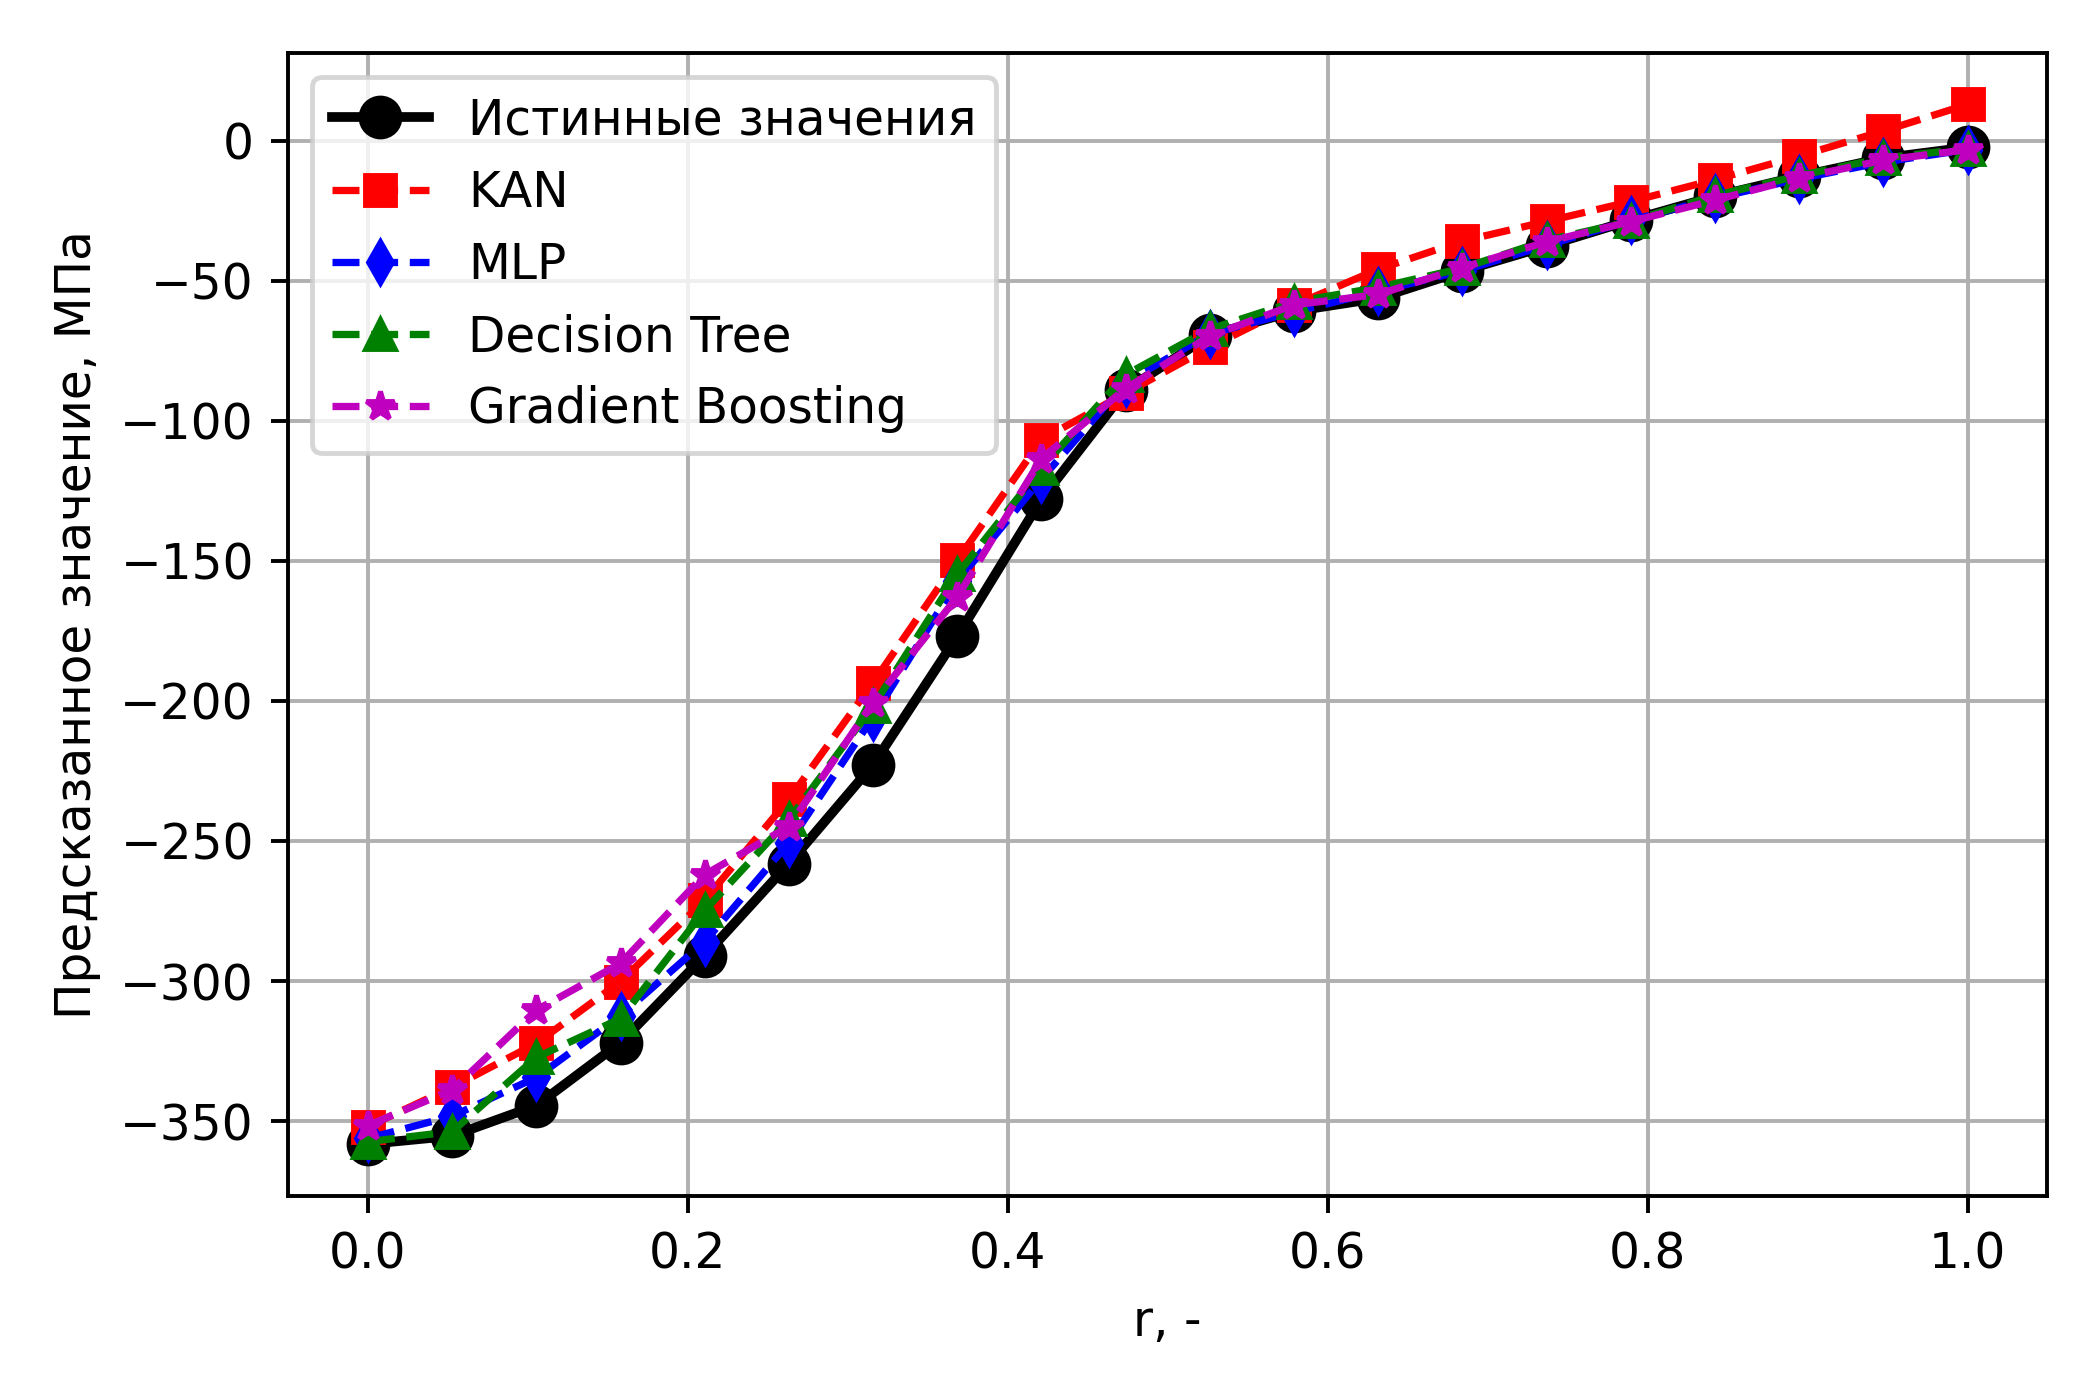 Истинные значения
KAN
MLP
Decision Tree
Gradient Boosting
Предсказанное значение, МПа
0
−50
−100
−150
−200
−250
−300
−350
0.0 0.2 0.4 0.6 0.8 1.0
r, -